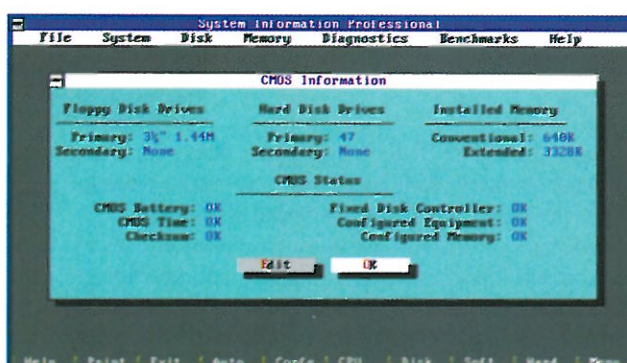 System Information Professional
File System Disk Memory Diagnostics Benchmarks Help
CMOS Information
Floppy Disk Drives Hard Disk Drives Installed Memory
Primary: 3½" 1.44M Primary: 47 Conventional: 640K
Secondary: None Secondary: None Extended: 3328K
CMOS Status
CMOS Battery: OK Fixed Disk Controller: OK
CMOS Time: OK Configured Equipment: OK
Checksum: OK Configured Memory: OK
Edit OK
Help Print Exit Auto Confg CPU Disk Soft Hard Menu